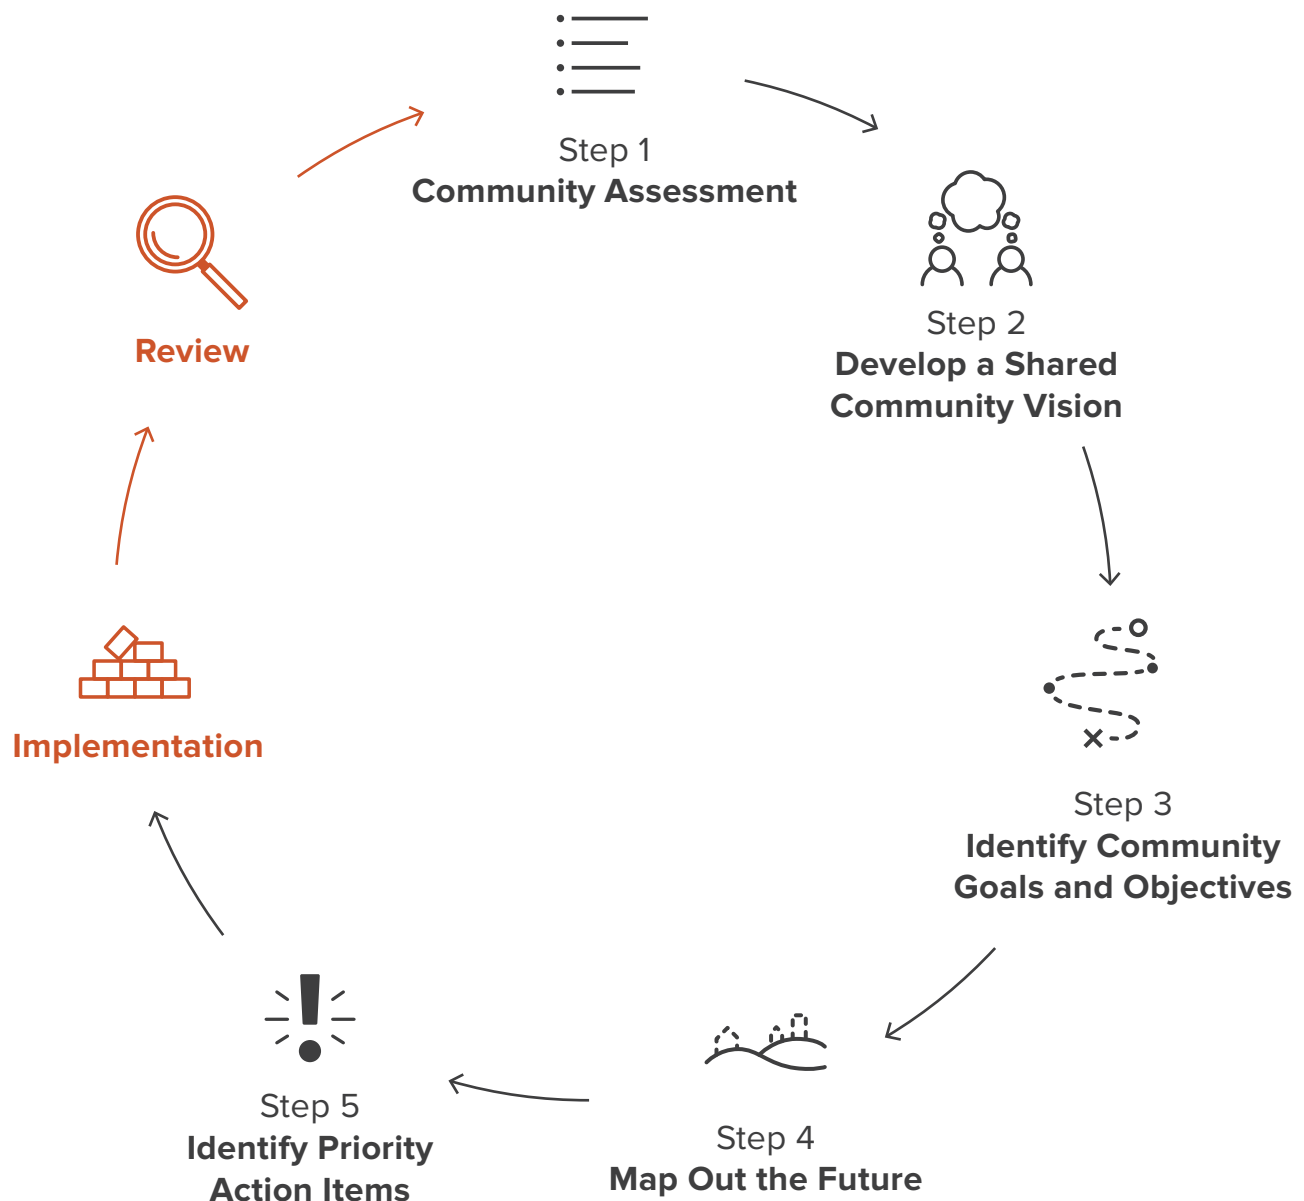 Step 1
Community Assessment
Step 2
Develop a Shared
Community Vision
Step 3
Identify Community
Goals and Objectives
Step 4
Map Out the Future
Step 5
Identify Priority
Action Items
Implementation
Review